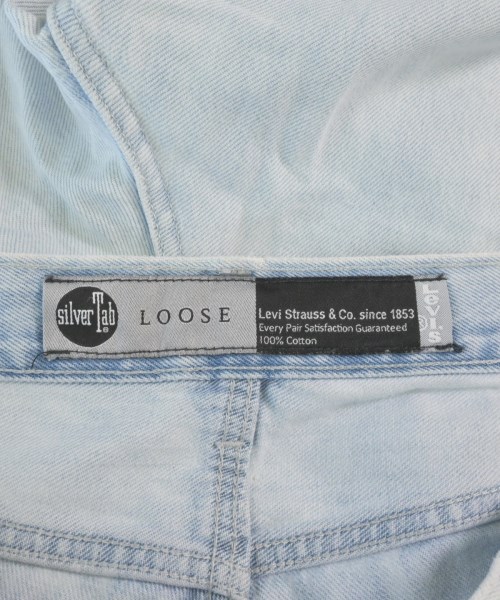 silver Tab ®
LOOSE
Levi Strauss & Co. since 1853
Every Pair Satisfaction Guaranteed
100% Cotton
Levi's ®